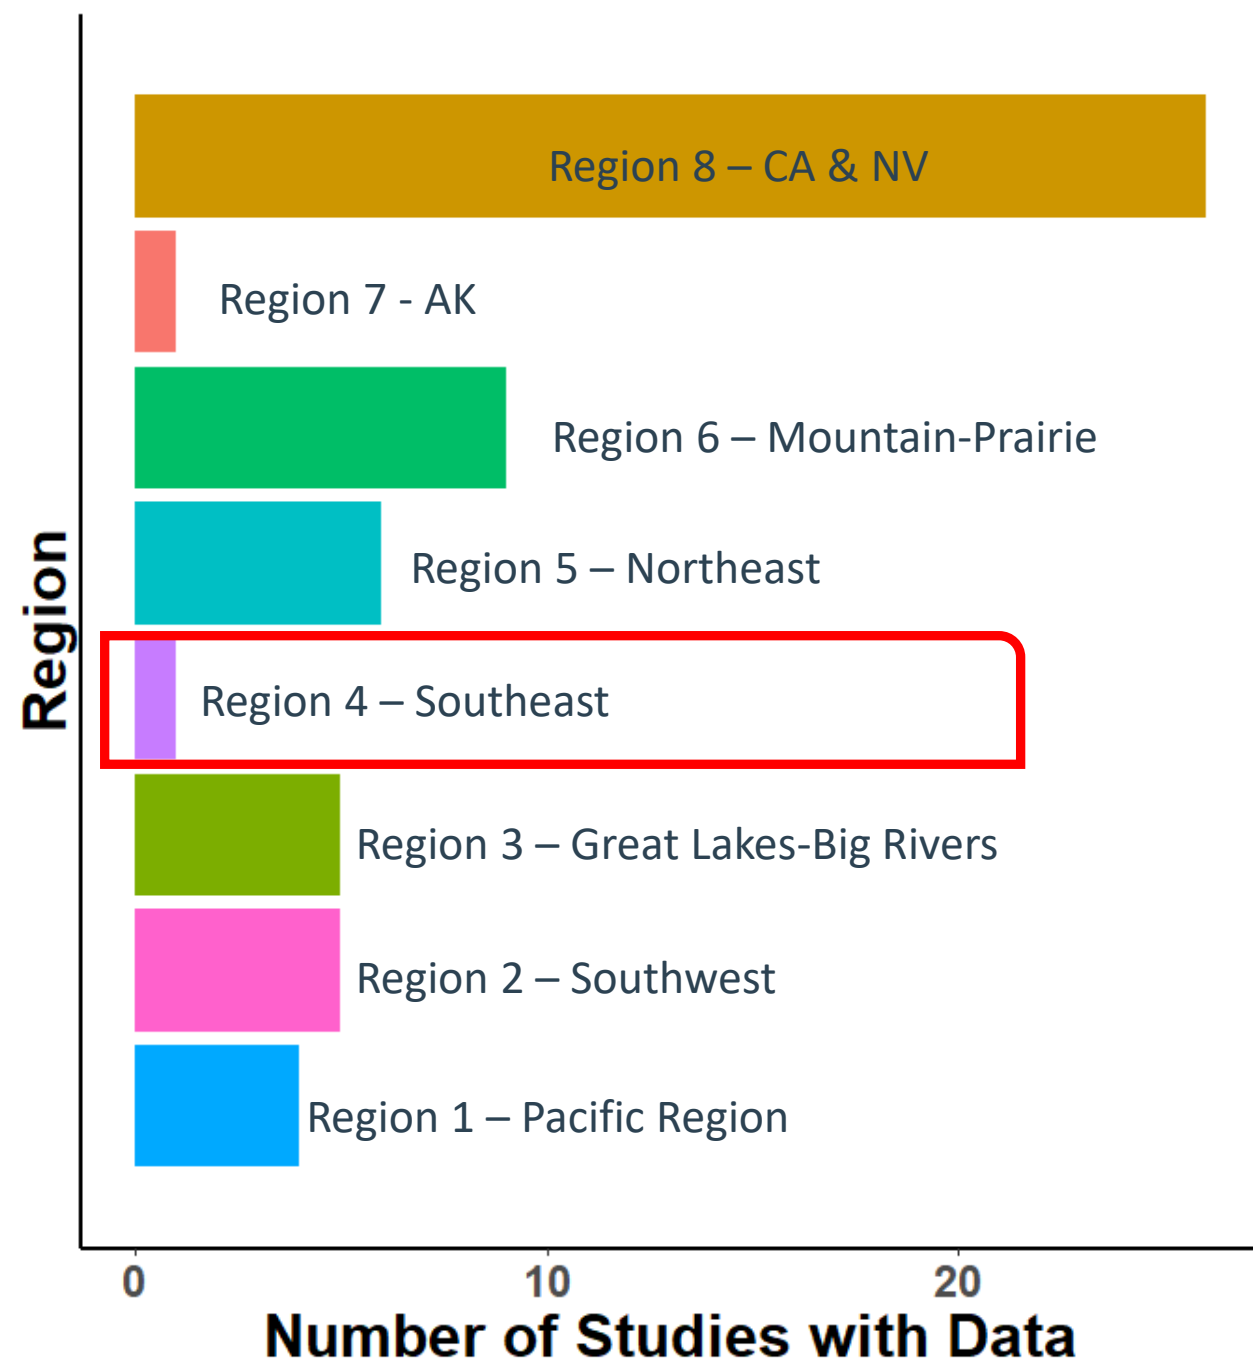 Region 8 – CA & NV
Region 7 - AK
Region 6 – Mountain-Prairie
Region 5 – Northeast
Region 4 – Southeast
Region 3 – Great Lakes-Big Rivers
Region 2 – Southwest
Region 1 – Pacific Region
Region
0 10 20
Number of Studies with Data